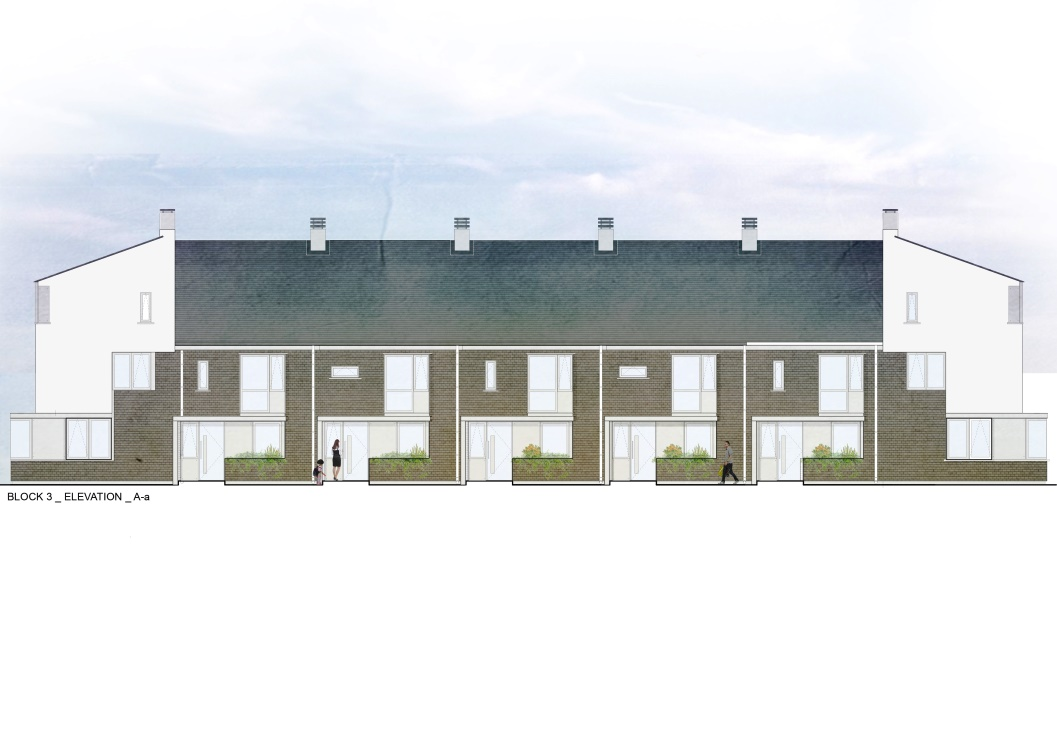 BLOCK 3 _ ELEVATION _ A-a